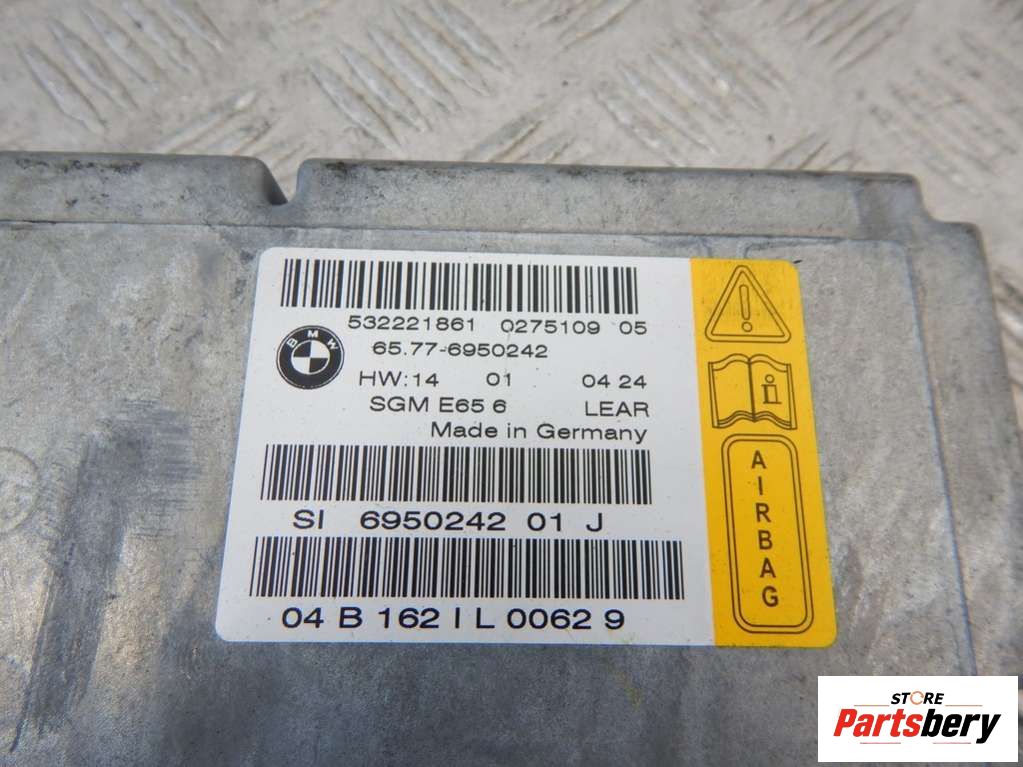 532221861 0275109 05
BMW
65.77-6950242
HW:14 01 04 24
SGM E65 6 LEAR
Made in Germany
SI 6950242 01 J
04 B 162 I L 0062 9
AIRBAG
STORE
Partsbery